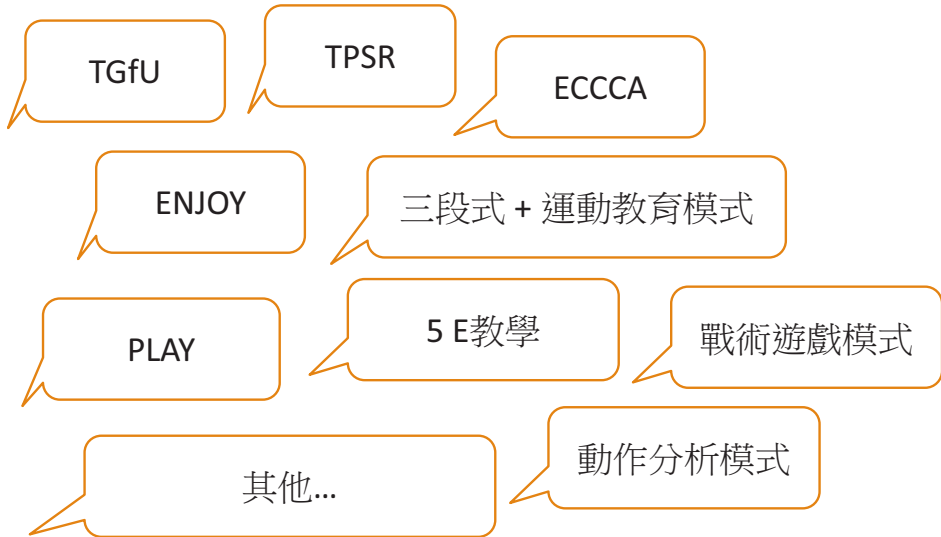 TGfU
TPSR
ECCCA
ENJOY
三段式 + 運動教育模式
PLAY
5 E教學
戰術遊戲模式
其他...
動作分析模式